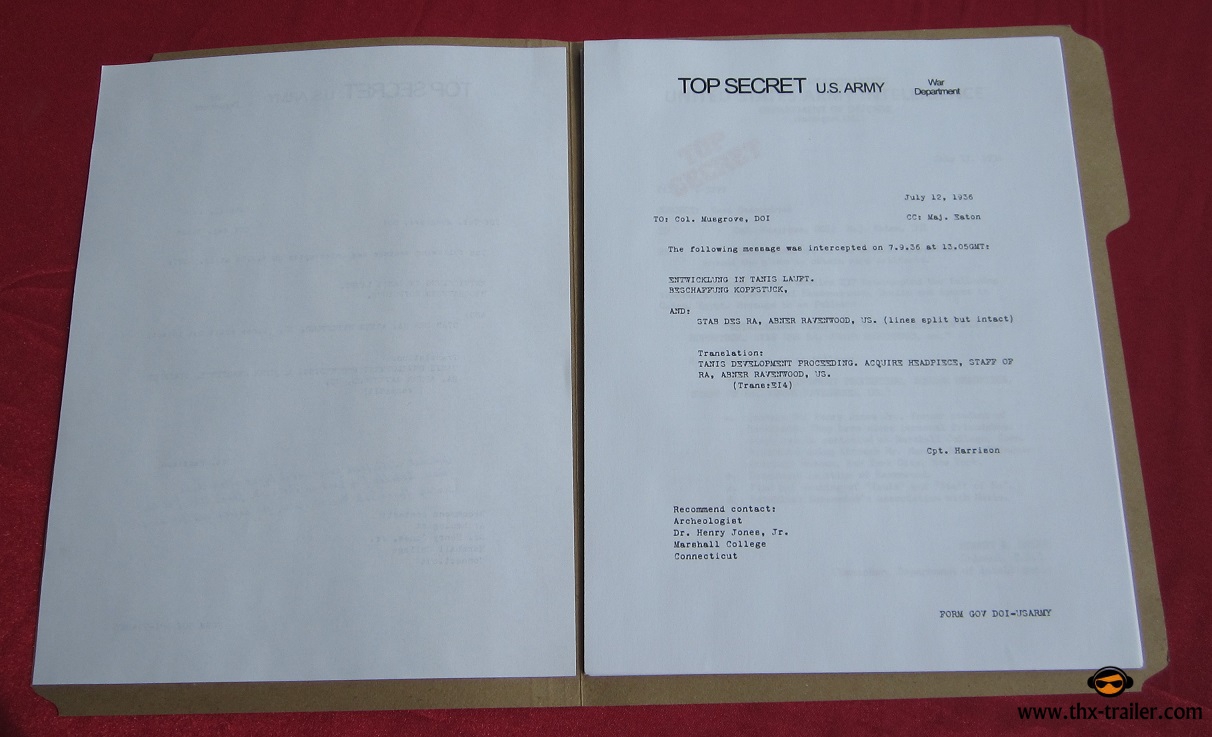 TOP SECRET U.S. ARMY War Department
TOP SECRET
July 12, 1936
TO: Col. Musgrove, DOI CC: Maj. Eaton
The following message was intercepted on 7.9.36 at 13.05GMT:
ENTWICKLUNG IN TANIS LAUFT.
BESCHAFFUNG KOPFSTUCK,
AND:
STAB DES RA, ABNER RAVENWOOD, US. (lines split but intact)
Translation:
TANIS DEVELOPMENT PROCEEDING. ACQUIRE HEADPIECE, STAFF OF
RA, ABNER RAVENWOOD, US.
(Trans:EI4)
Cpt. Harrison
Recommend contact:
Archeologist
Dr. Henry Jones, Jr.
Marshall College
Connecticut
FORM GOV DOI-USARMY
www.thx-trailer.com